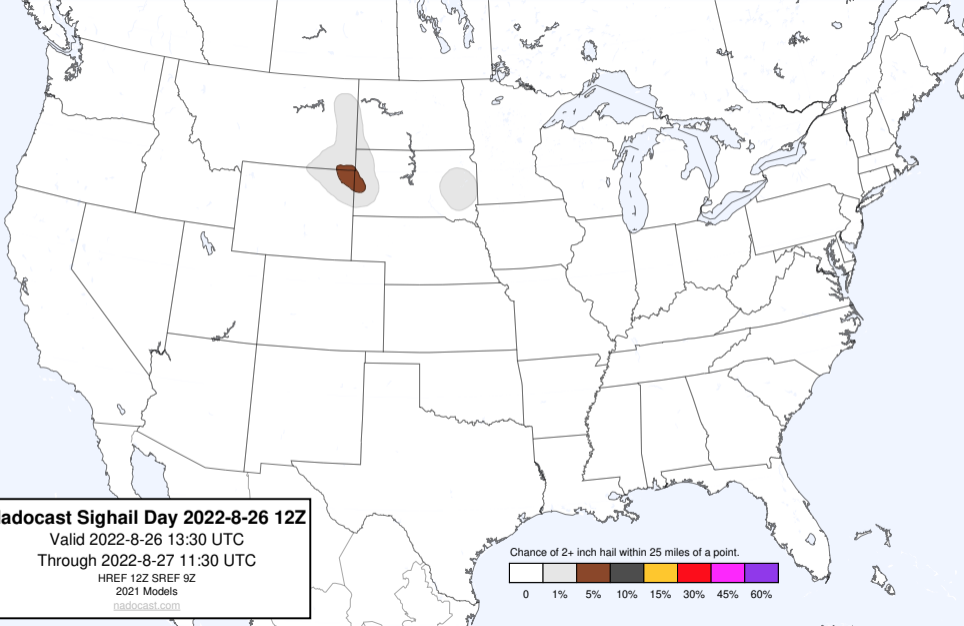 adocast Sighail Day 2022-8-26 12Z
Valid 2022-8-26 13:30 UTC
Through 2022-8-27 11:30 UTC
HREF 12Z SREF 9Z
2021 Models
nadocast.com
Chance of 2+ inch hail within 25 miles of a point.
0 1% 5% 10% 15% 30% 45% 60%